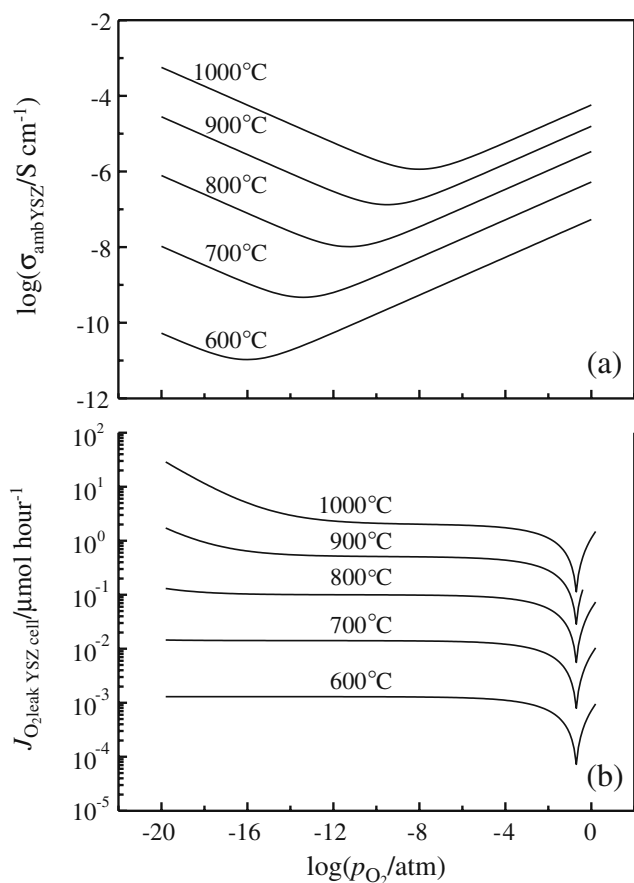 -2
-4
-6
-8
-10
-12
log(σambYSZ/S cm⁻¹)
1000°C
900°C
800°C
700°C
600°C
(a)
10²
10¹
10⁰
10⁻¹
10⁻²
10⁻³
10⁻⁴
10⁻⁵
JO₂leak YSZ cell/μmol hour⁻¹
1000°C
900°C
800°C
700°C
600°C
(b)
-20 -16 -12 -8 -4 0
log(pO₂/atm)